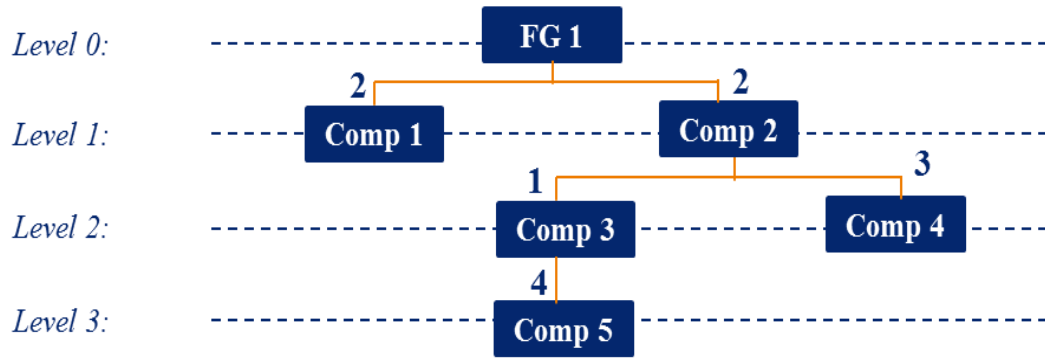 Level 0:
FG 1
2
2
Level 1:
Comp 1
Comp 2
1
3
Level 2:
Comp 3
Comp 4
4
Level 3:
Comp 5